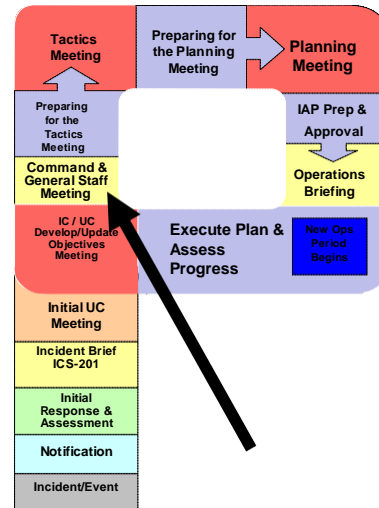 Tactics
Meeting
Preparing for
the Planning
Meeting
Planning
Meeting
Preparing
for the
Tactics
Meeting
IAP Prep &
Approval
Command &
General Staff
Meeting
Operations
Briefing
IC / UC
Develop/Update
Objectives
Meeting
Execute Plan &
Assess
Progress
New Ops
Period
Begins
Initial UC
Meeting
Incident Brief
ICS-201
Initial
Response &
Assessment
Notification
Incident/Event